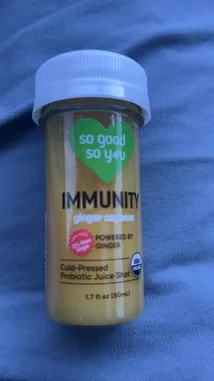 so good
so you
IMMUNITY
ginger cayenne
POWERED BY
GINGER
Cold-Pressed
Probiotic Juice Shot
1.7 fl oz (50mL)